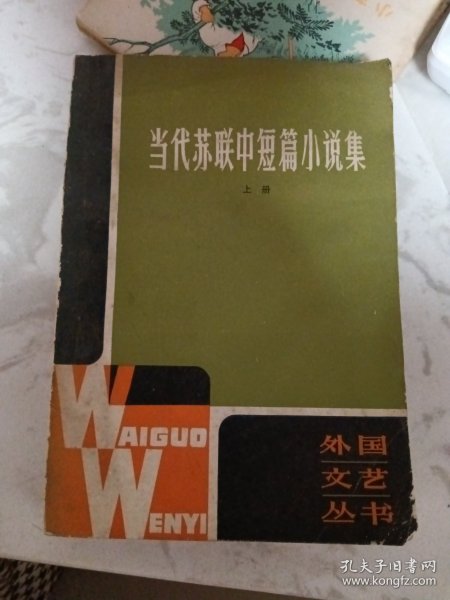 当代苏联中短篇小说集
上册
WAIGUO
WENYI
外国
文艺
丛书
孔夫子旧书网
www.kongfz.com